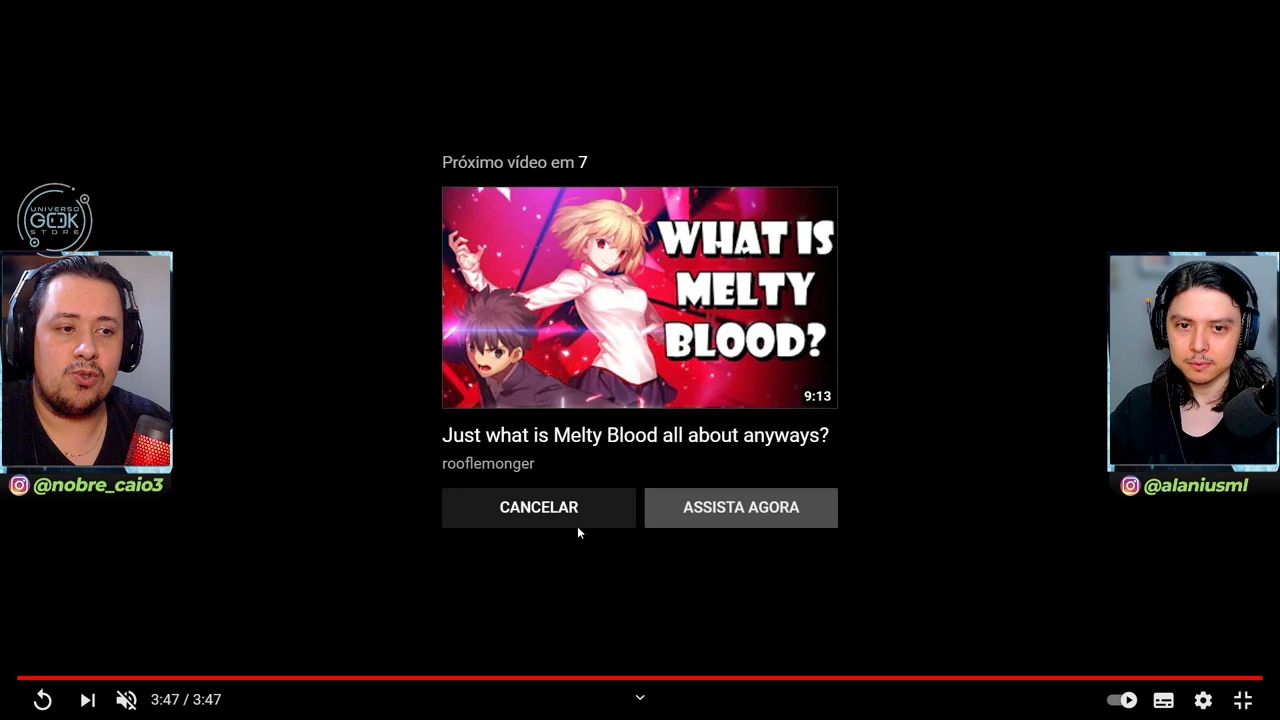 Próximo vídeo em 7
UNIVERSO
GEEK
STORE
WHAT IS
MELTY
BLOOD?
9:13
Just what is Melty Blood all about anyways?
rooflemonger
@nobre_caio3
@alaniusml
CANCELAR
ASSISTA AGORA
3:47 / 3:47